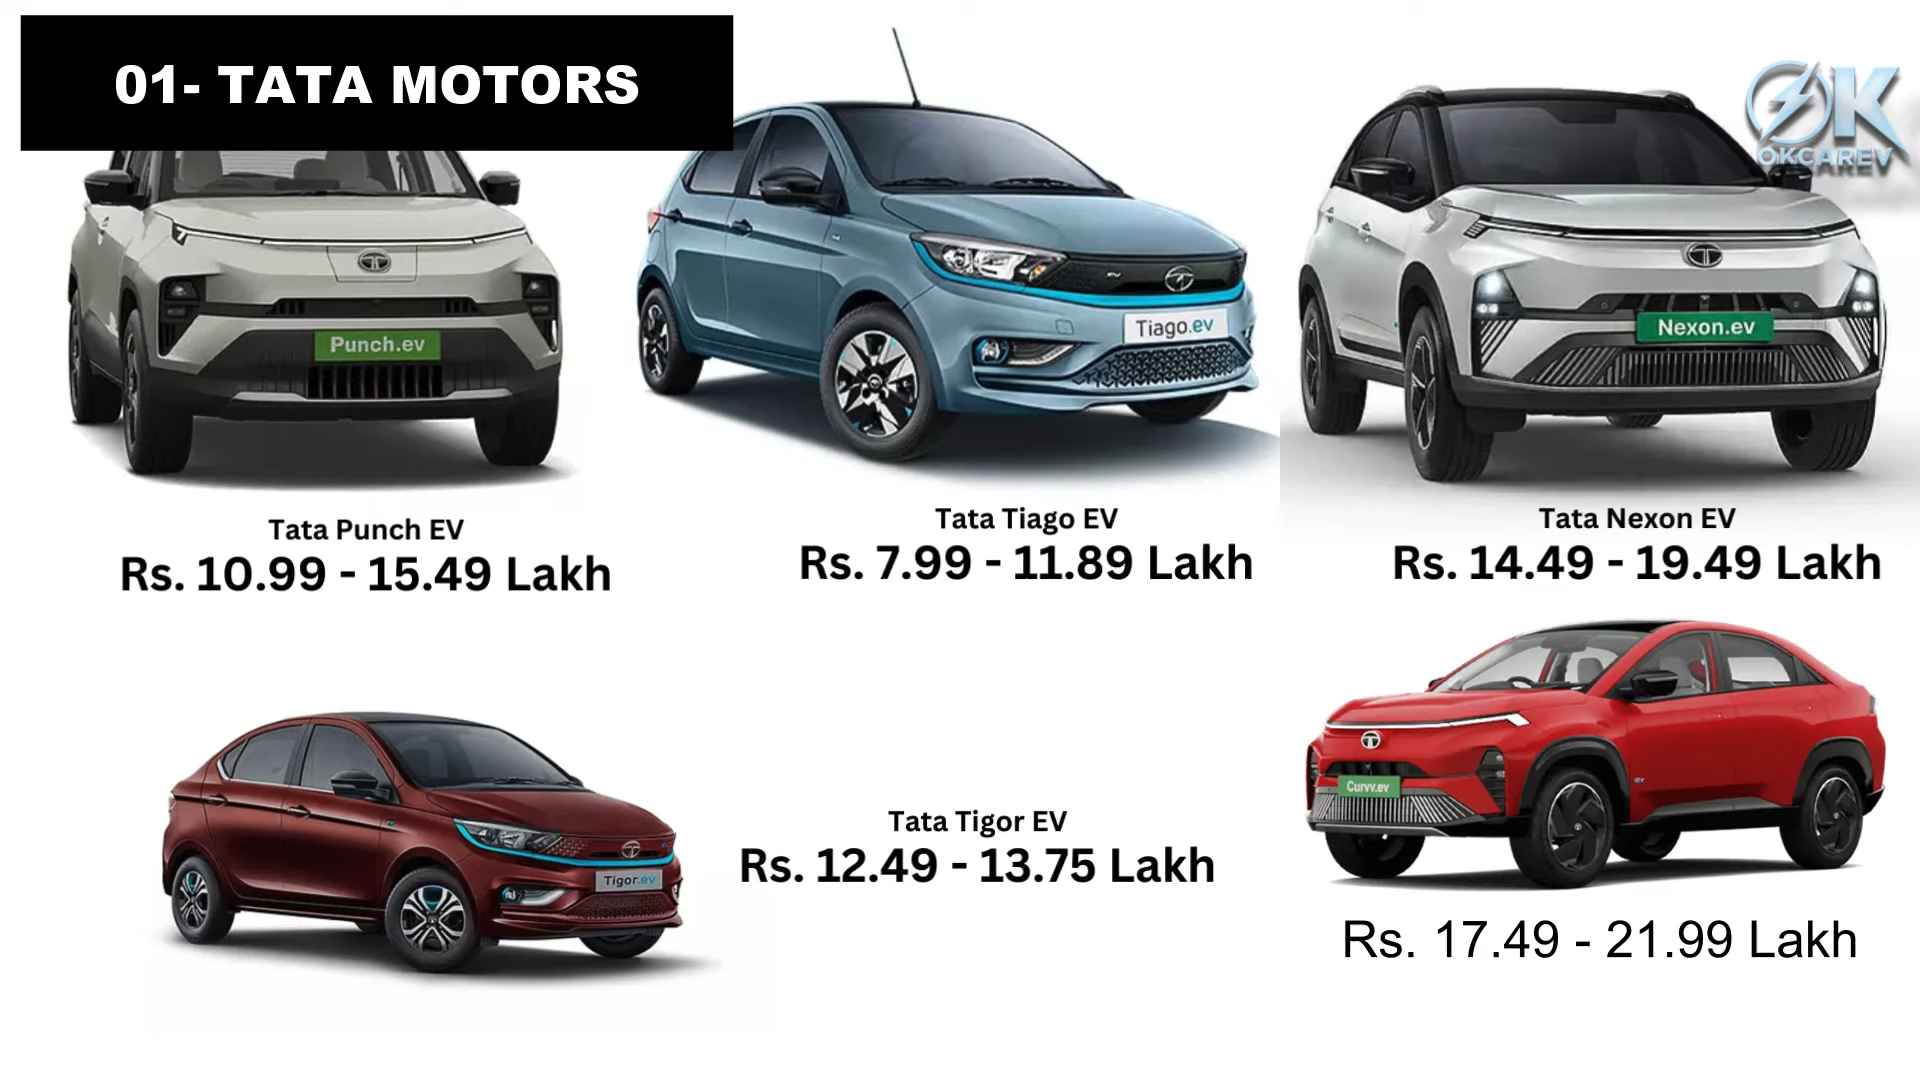 01- TATA MOTORS
OK
OKCAREV
Punch.ev
Tiago.ev
Nexon.ev
Tata Punch EV
Rs. 10.99 - 15.49 Lakh
Tata Tiago EV
Rs. 7.99 - 11.89 Lakh
Tata Nexon EV
Rs. 14.49 - 19.49 Lakh
Tigor.ev
Tata Tigor EV
Rs. 12.49 - 13.75 Lakh
Curvv.ev
Rs. 17.49 - 21.99 Lakh